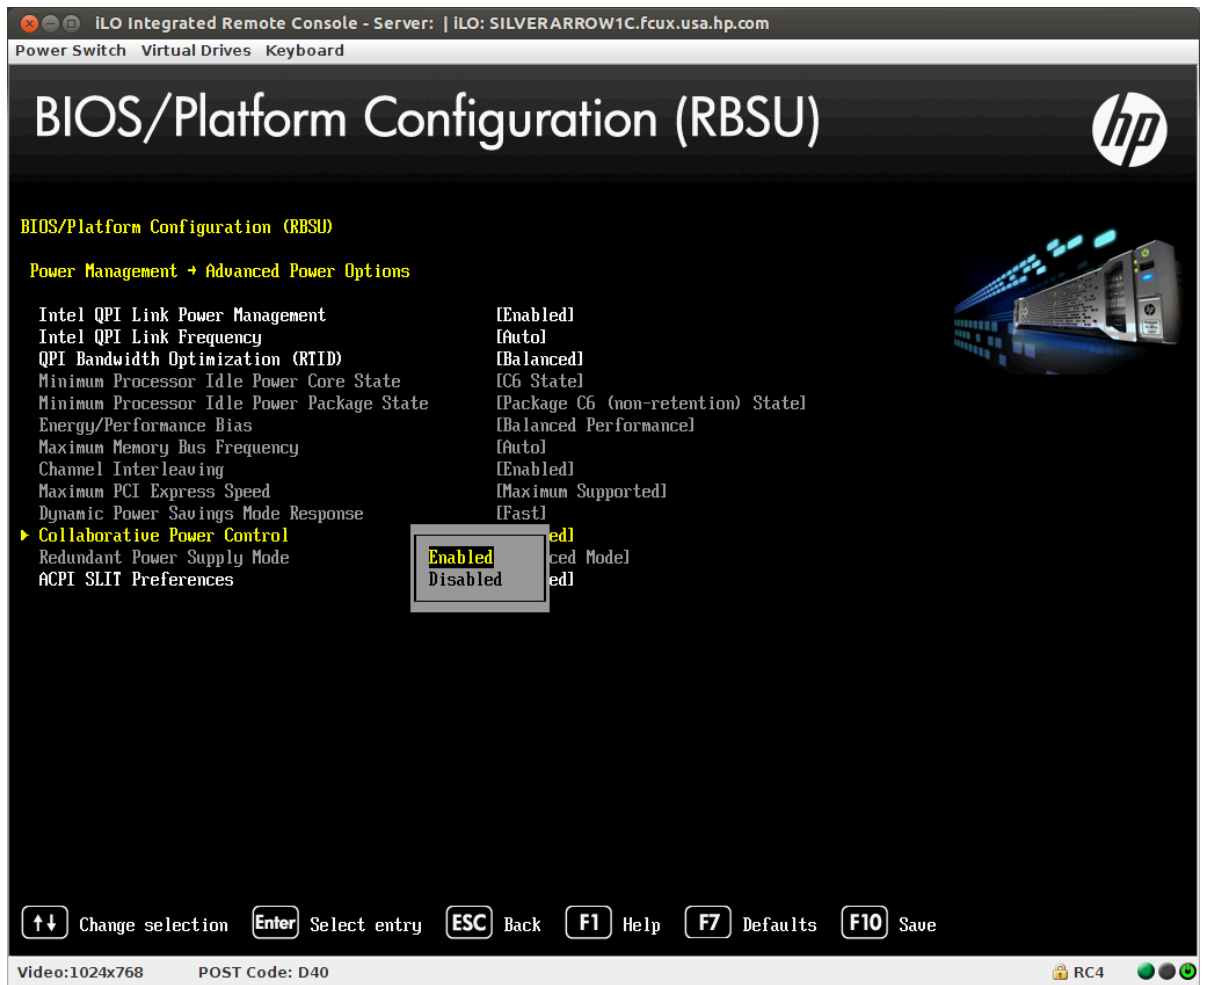 iLO Integrated Remote Console - Server: | iLO: SILVERARROW1C.fcux.usa.hp.com
Power Switch Virtual Drives Keyboard
BIOS/Platform Configuration (RBSU)
hp
BIOS/Platform Configuration (RBSU)
Power Management → Advanced Power Options
Intel QPI Link Power Management [Enabled]
Intel QPI Link Frequency [Auto]
QPI Bandwidth Optimization (RTID) [Balanced]
Minimum Processor Idle Power Core State [C6 State]
Minimum Processor Idle Power Package State [Package C6 (non-retention) State]
Energy/Performance Bias [Balanced Performance]
Maximum Memory Bus Frequency [Auto]
Channel Interleaving [Enabled]
Maximum PCI Express Speed [Maximum Supported]
Dynamic Power Savings Mode Response [Fast]
Collaborative Power Control ed]
Redundant Power Supply Mode Enabled ced Mode]
ACPI SLIT Preferences Disabled ed]
↑↓ Change selection Enter Select entry ESC Back F1 Help F7 Defaults F10 Save
Video:1024x768 POST Code: D40 RC4